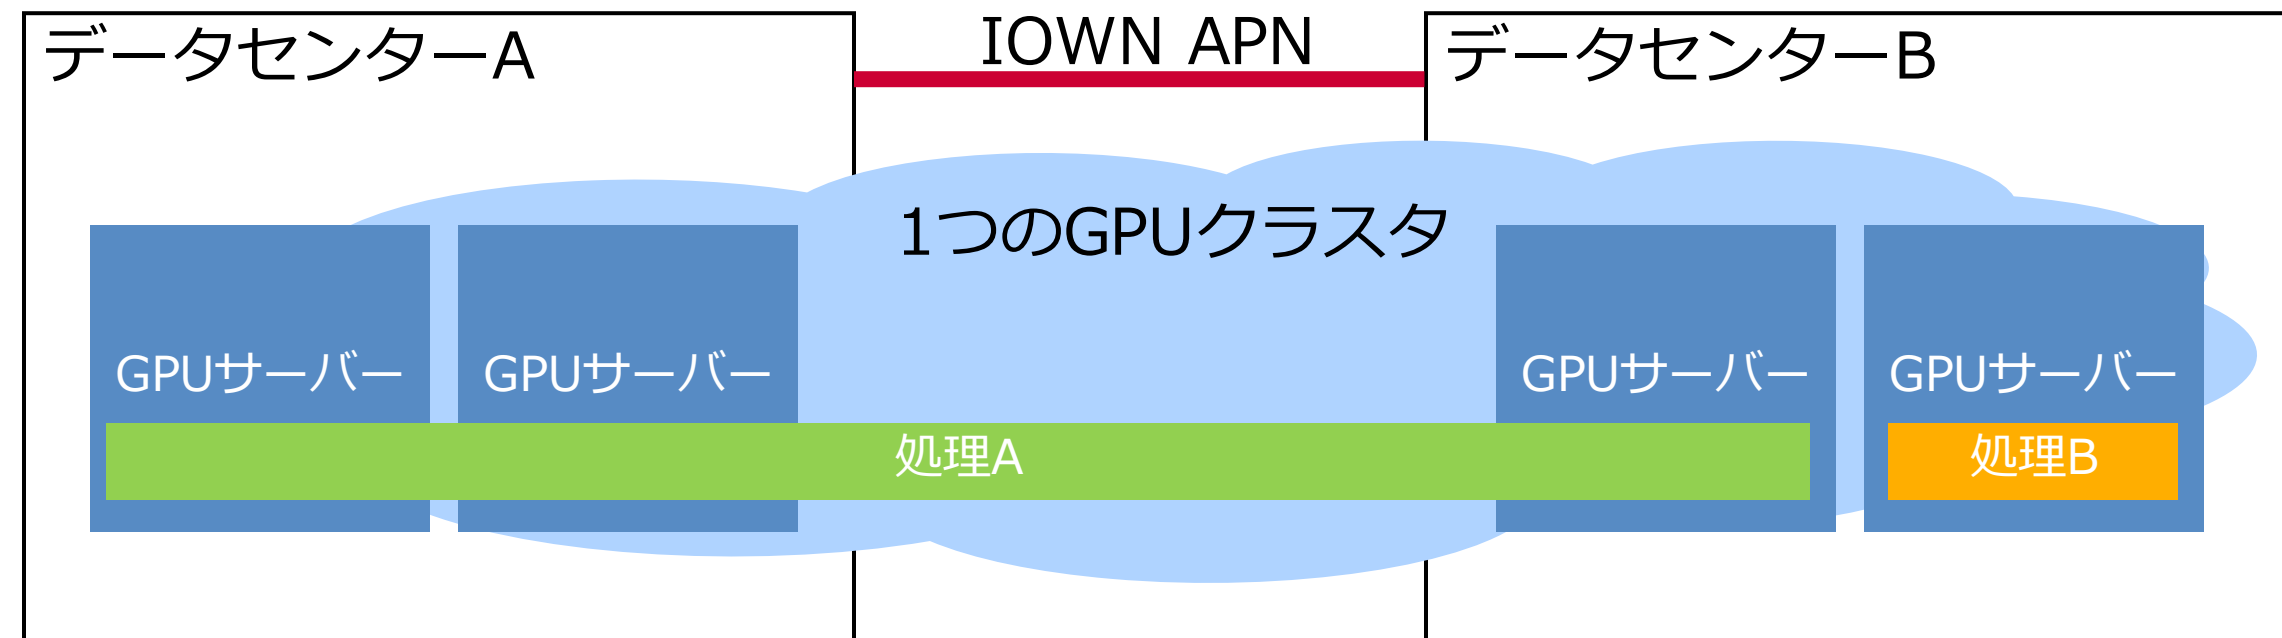 データセンターA
IOWN APN
データセンターB
1つのGPUクラスタ
GPUサーバー
GPUサーバー
GPUサーバー
GPUサーバー
処理A
処理B